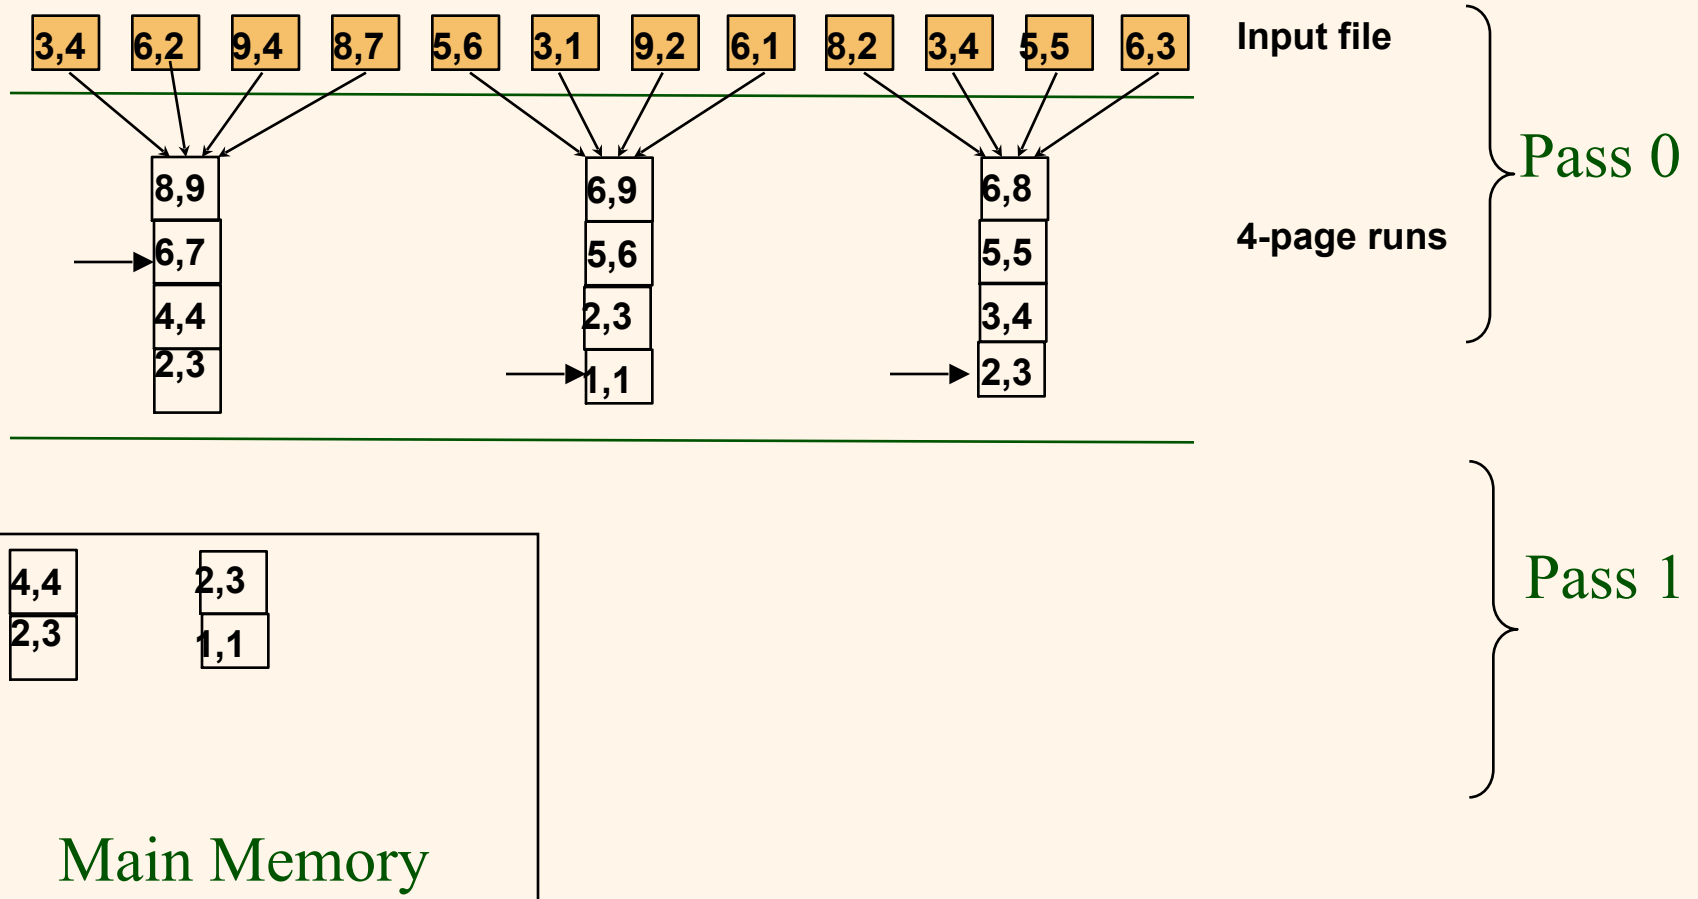 3,4 6,2 9,4 8,7 5,6 3,1 9,2 6,1 8,2 3,4 5,5 6,3 Input file
Pass 0
8,9 6,9 6,8
6,7 5,6 5,5 4-page runs
4,4 2,3 3,4
2,3 1,1 2,3
4,4 2,3 Pass 1
2,3 1,1
Main Memory